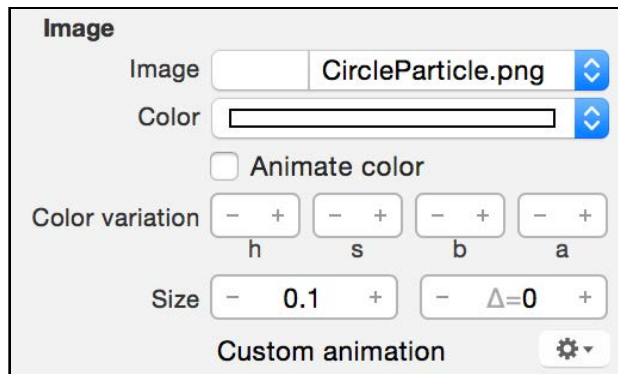 Image
Image CircleParticle.png
Color
Animate color
Color variation - + - + - + - +
h s b a
Size - 0.1 + - Δ=0 +
Custom animation